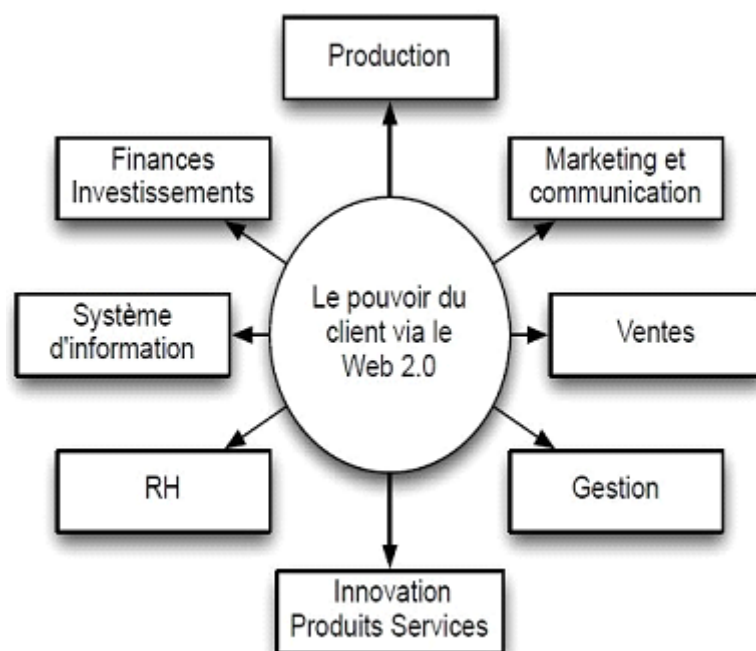 Production
Finances
Investissements
Marketing et
communication
Le pouvoir du
client via le
Web 2.0
Système
d'information
Ventes
RH
Gestion
Innovation
Produits Services